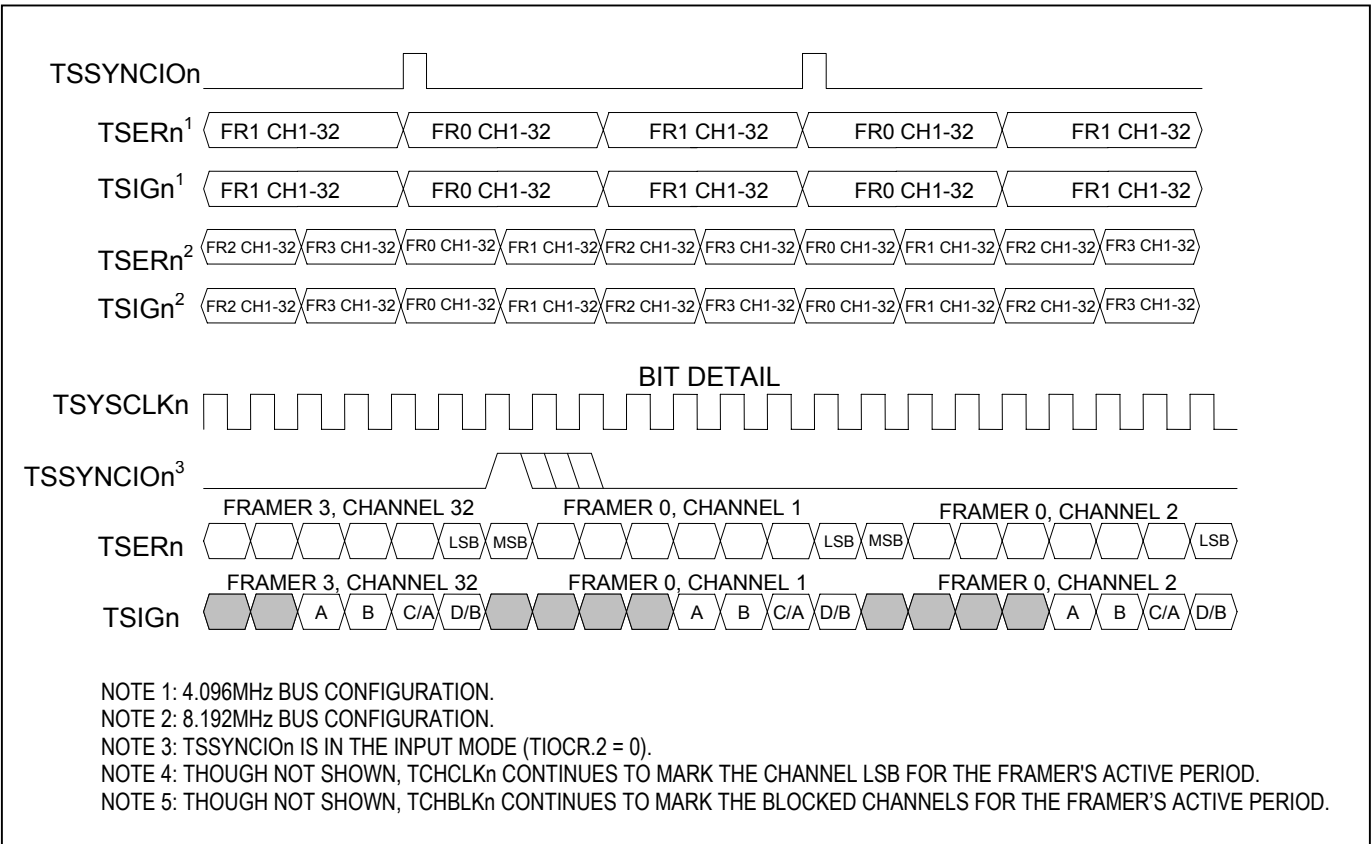 TSSYNCIOn
TSERn¹ FR1 CH1-32 FR0 CH1-32 FR1 CH1-32 FR0 CH1-32 FR1 CH1-32
TSIGn¹ FR1 CH1-32 FR0 CH1-32 FR1 CH1-32 FR0 CH1-32 FR1 CH1-32
TSERn² FR2 CH1-32 FR3 CH1-32 FR0 CH1-32 FR1 CH1-32 FR2 CH1-32 FR3 CH1-32 FR0 CH1-32 FR1 CH1-32 FR2 CH1-32 FR3 CH1-32
TSIGn² FR2 CH1-32 FR3 CH1-32 FR0 CH1-32 FR1 CH1-32 FR2 CH1-32 FR3 CH1-32 FR0 CH1-32 FR1 CH1-32 FR2 CH1-32 FR3 CH1-32
BIT DETAIL
TSYSCLKn
TSSYNCIOn³
FRAMER 3, CHANNEL 32 FRAMER 0, CHANNEL 1 FRAMER 0, CHANNEL 2
TSERn LSB MSB LSB MSB LSB
FRAMER 3, CHANNEL 32 FRAMER 0, CHANNEL 1 FRAMER 0, CHANNEL 2
TSIGn A B C/A D/B A B C/A D/B A B C/A D/B
NOTE 1: 4.096MHz BUS CONFIGURATION.
NOTE 2: 8.192MHz BUS CONFIGURATION.
NOTE 3: TSSYNCIOn IS IN THE INPUT MODE (TIOCR.2 = 0).
NOTE 4: THOUGH NOT SHOWN, TCHCLKn CONTINUES TO MARK THE CHANNEL LSB FOR THE FRAMER'S ACTIVE PERIOD.
NOTE 5: THOUGH NOT SHOWN, TCHBLKn CONTINUES TO MARK THE BLOCKED CHANNELS FOR THE FRAMER’S ACTIVE PERIOD.